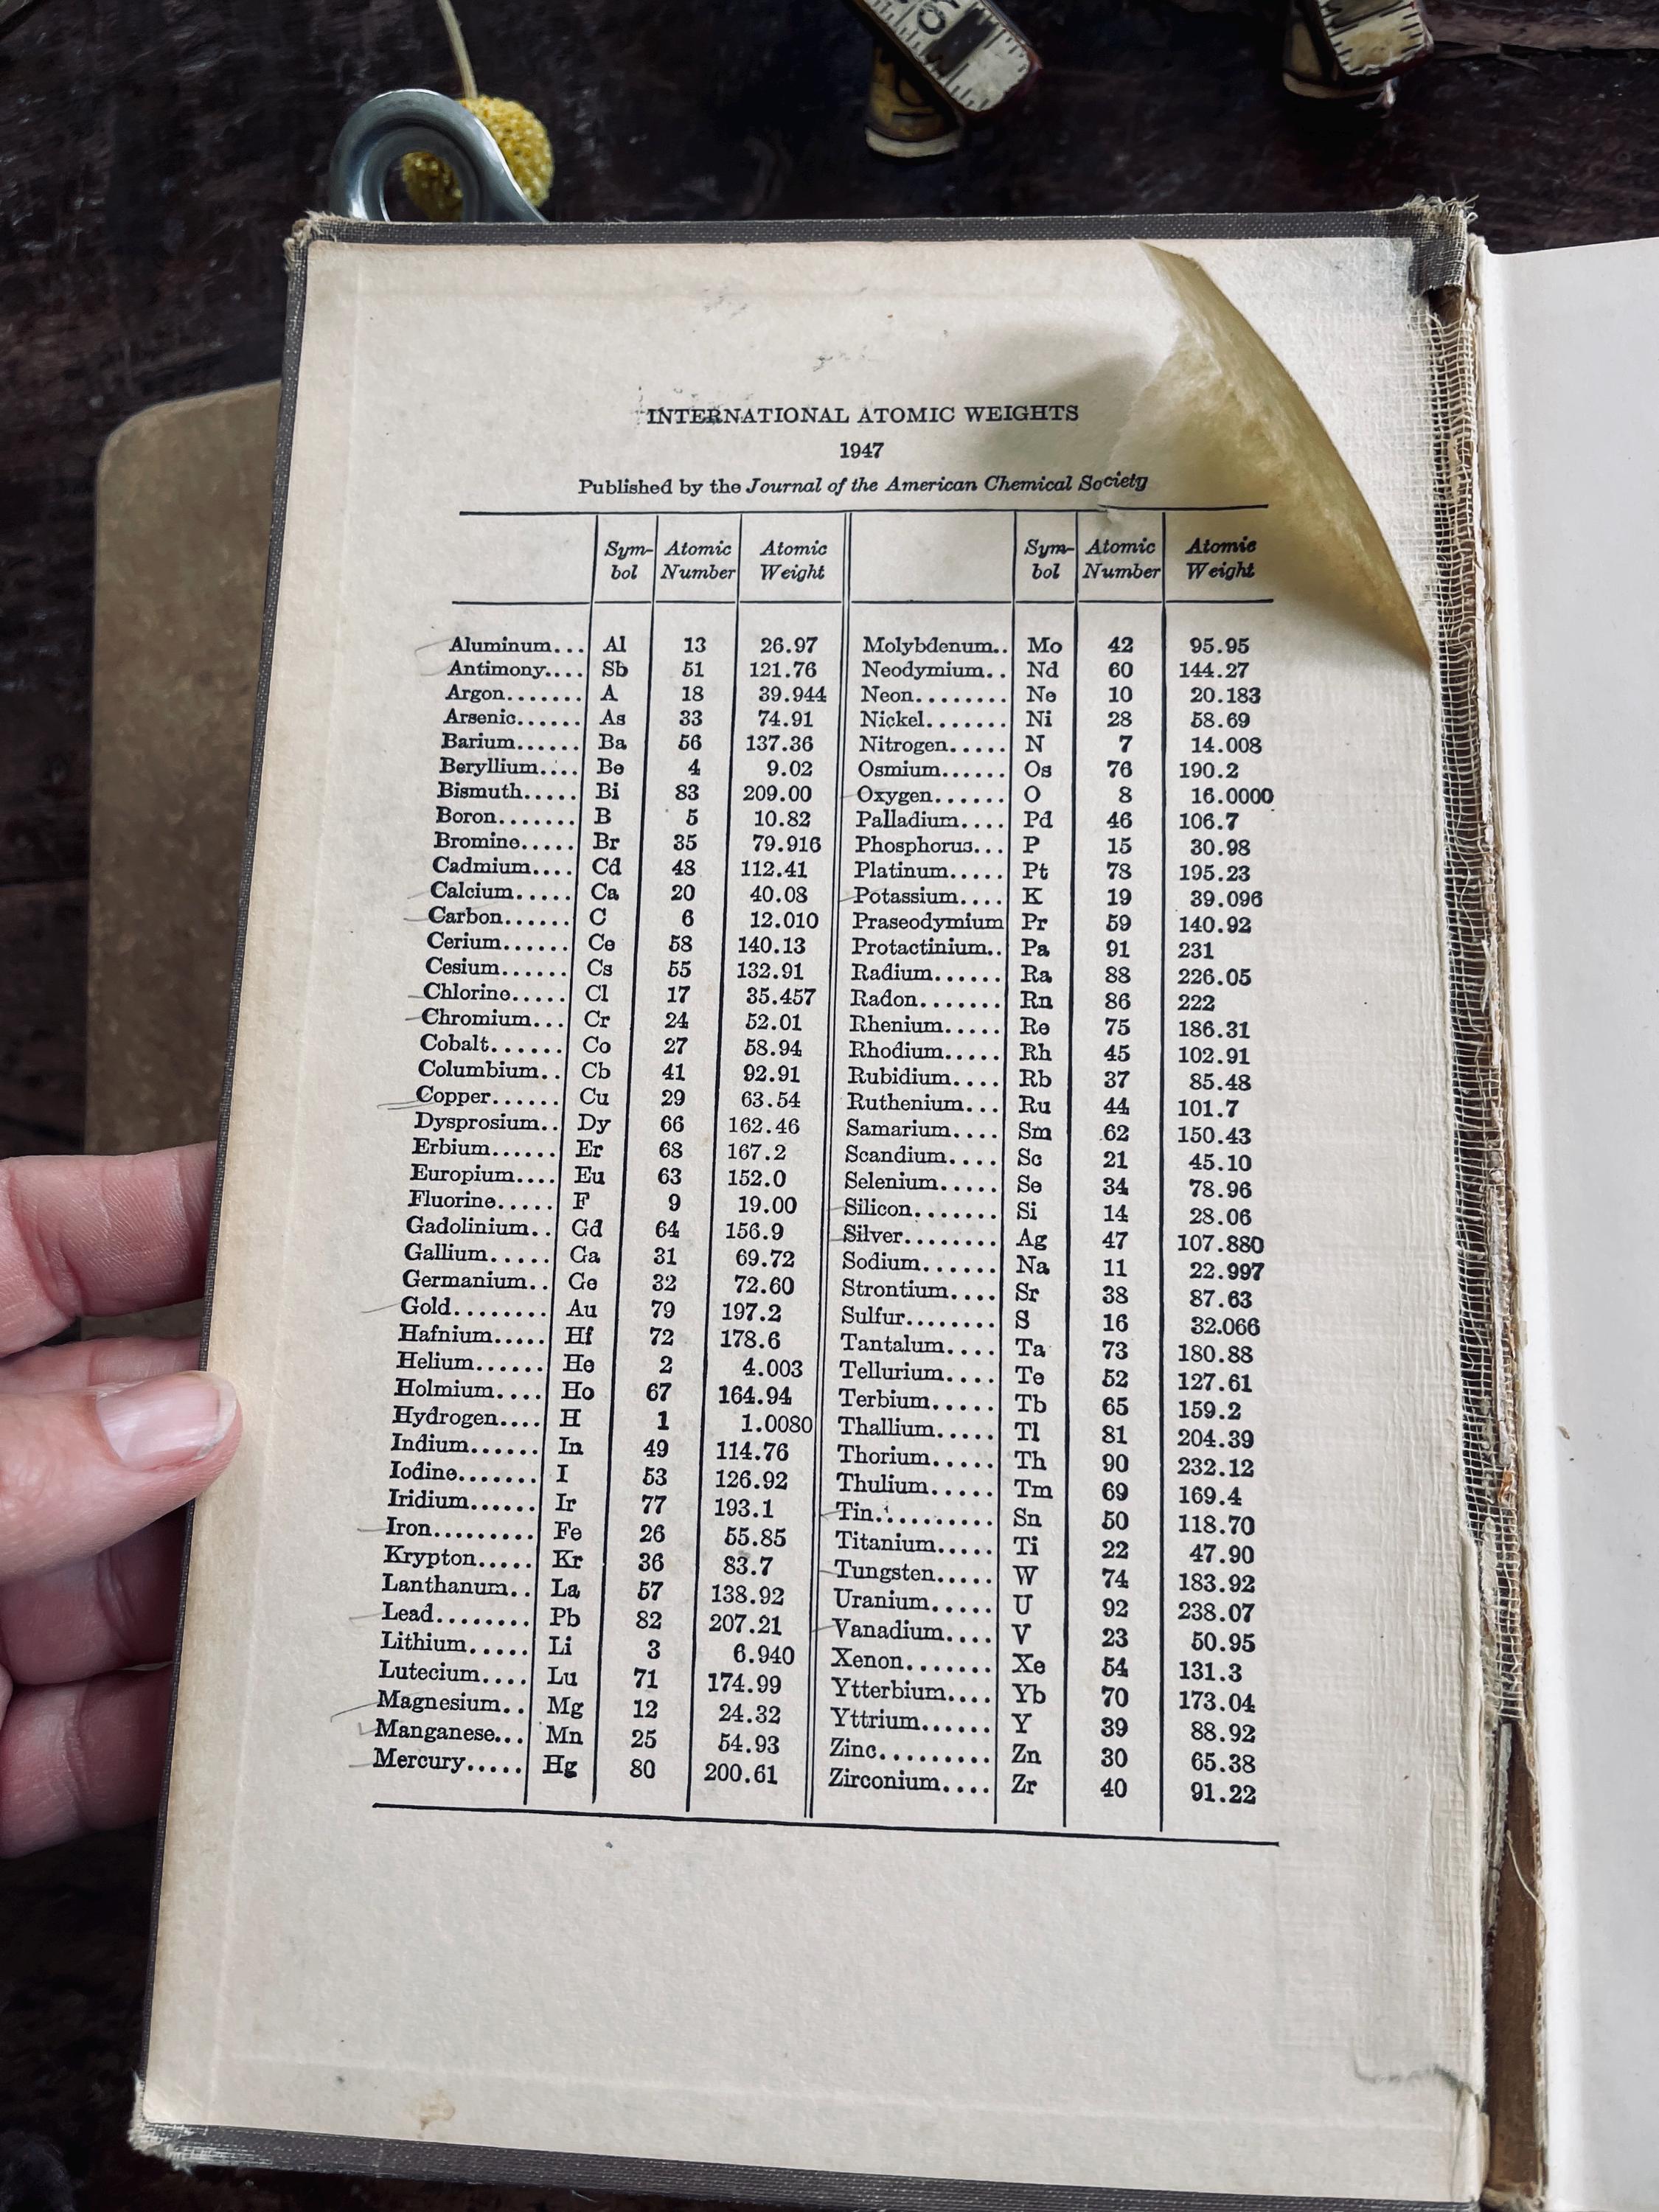 INTERNATIONAL ATOMIC WEIGHTS
1947
Published by the Journal of the American Chemical Society
Sym- Atomic Atomic Sym- Atomic Atomic
bol Number Weight bol Number Weight
Aluminum... Al 13 26.97 Molybdenum.. Mo 42 95.95
Antimony.... Sb 51 121.76 Neodymium.. Nd 60 144.27
Argon....... A 18 39.944 Neon........ Ne 10 20.183
Arsenic...... As 33 74.91 Nickel....... Ni 28 58.69
Barium...... Ba 56 137.36 Nitrogen..... N 7 14.008
Beryllium.... Be 4 9.02 Osmium...... Os 76 190.2
Bismuth..... Bi 83 209.00 Oxygen...... O 8 16.0000
Boron....... B 5 10.82 Palladium.... Pd 46 106.7
Bromine..... Br 35 79.916 Phosphorus... P 15 30.98
Cadmium.... Cd 48 112.41 Platinum..... Pt 78 195.23
Calcium..... Ca 20 40.08 Potassium.... K 19 39.096
Carbon...... C 6 12.010 Praseodymium Pr 59 140.92
Cerium...... Ce 58 140.13 Protactinium.. Pa 91 231
Cesium...... Cs 55 132.91 Radium...... Ra 88 226.05
Chlorine..... Cl 17 35.457 Radon....... Rn 86 222
Chromium... Cr 24 52.01 Rhenium..... Re 75 186.31
Cobalt...... Co 27 58.94 Rhodium..... Rh 45 102.91
Columbium.. Cb 41 92.91 Rubidium.... Rb 37 85.48
Copper...... Cu 29 63.54 Ruthenium... Ru 44 101.7
Dysprosium.. Dy 66 162.46 Samarium.... Sm 62 150.43
Erbium...... Er 68 167.2 Scandium.... Sc 21 45.10
Europium.... Eu 63 152.0 Selenium..... Se 34 78.96
Fluorine..... F 9 19.00 Silicon....... Si 14 28.06
Gadolinium.. Gd 64 156.9 Silver........ Ag 47 107.880
Gallium..... Ga 31 69.72 Sodium...... Na 11 22.997
Germanium.. Ge 32 72.60 Strontium.... Sr 38 87.63
Gold........ Au 79 197.2 Sulfur........ S 16 32.066
Hafnium..... Hf 72 178.6 Tantalum.... Ta 73 180.88
Helium...... He 2 4.003 Tellurium.... Te 52 127.61
Holmium.... Ho 67 164.94 Terbium..... Tb 65 159.2
Hydrogen.... H 1 1.0080 Thallium..... Tl 81 204.39
Indium...... In 49 114.76 Thorium..... Th 90 232.12
Iodine....... I 53 126.92 Thulium..... Tm 69 169.4
Iridium...... Ir 77 193.1 Tin.......... Sn 50 118.70
Iron......... Fe 26 55.85 Titanium..... Ti 22 47.90
Krypton..... Kr 36 83.7 Tungsten..... W 74 183.92
Lanthanum.. La 57 138.92 Uranium..... U 92 238.07
Lead........ Pb 82 207.21 Vanadium.... V 23 50.95
Lithium..... Li 3 6.940 Xenon....... Xe 54 131.3
Lutecium.... Lu 71 174.99 Ytterbium.... Yb 70 173.04
Magnesium.. Mg 12 24.32 Yttrium...... Y 39 88.92
Manganese... Mn 25 54.93 Zinc......... Zn 30 65.38
Mercury..... Hg 80 200.61 Zirconium.... Zr 40 91.22